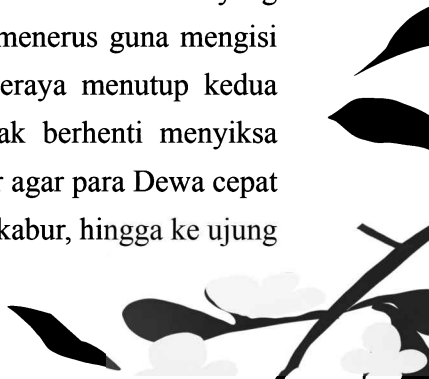 menerus guna mengisi
eraya menutup kedua
ak berhenti menyiksa
agar para Dewa cepat
kabur, hingga ke ujung